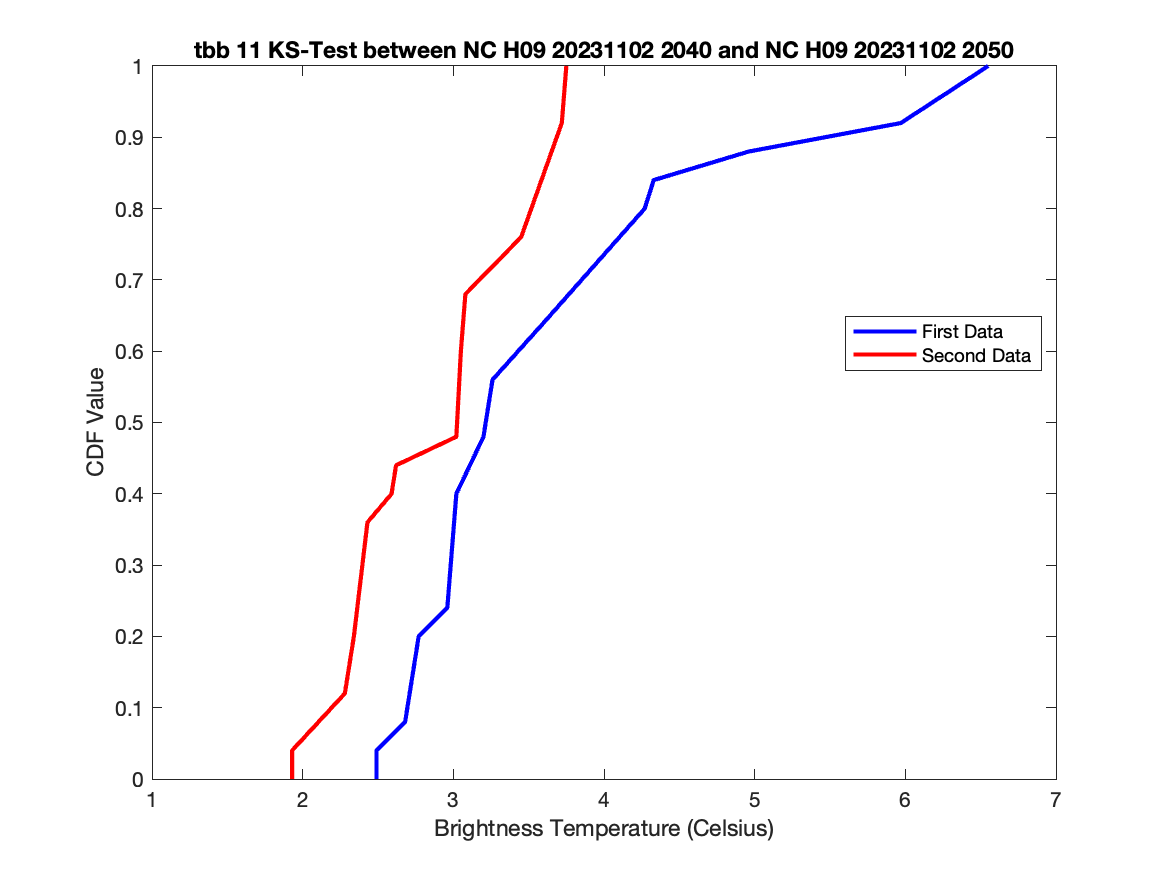 tbb 11 KS-Test between NC H09 20231102 2040 and NC H09 20231102 2050
1
0.9
0.8
0.7
0.6
0.5
0.4
0.3
0.2
0.1
0
CDF Value
First Data
Second Data
1 2 3 4 5 6 7
Brightness Temperature (Celsius)